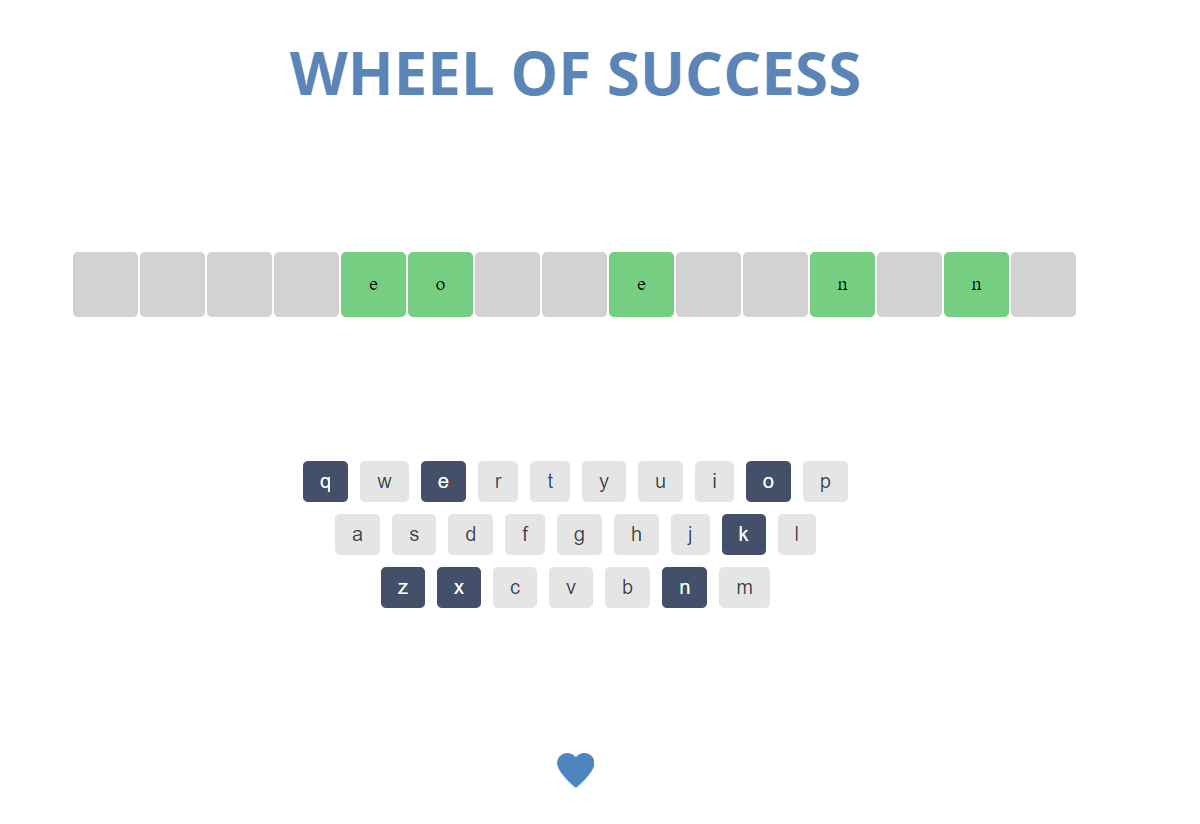 WHEEL OF SUCCESS
e o e n n
q w e r t y u i o p
a s d f g h j k l
z x c v b n m